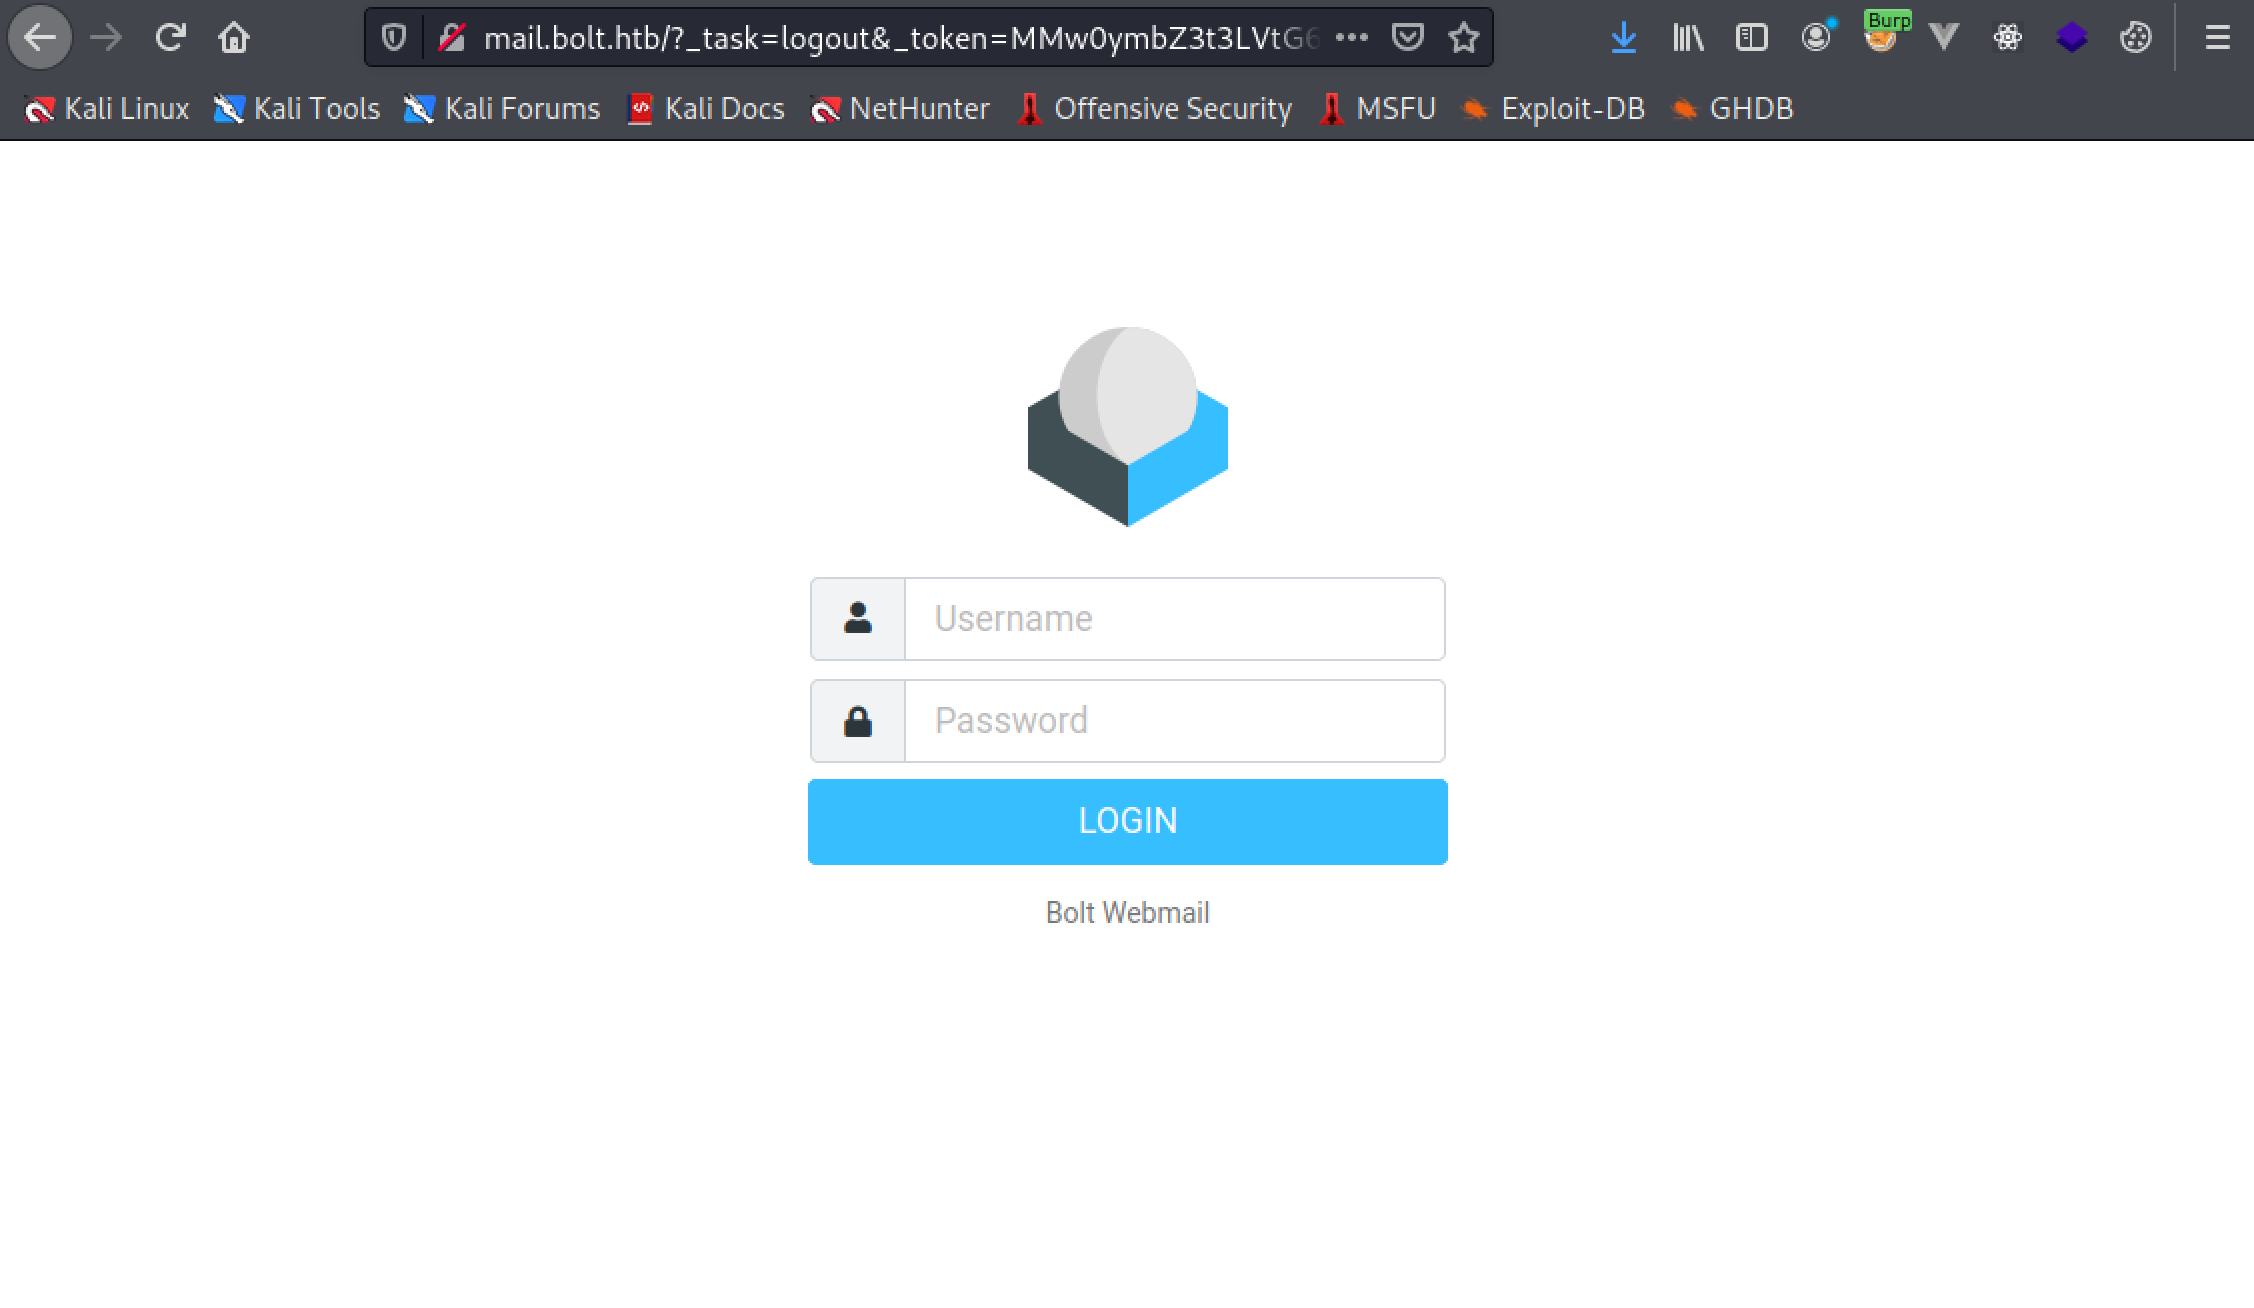 mail.bolt.htb/?_task=logout&_token=MMw0ymbZ3t3LVtG6
Burp
Kali Linux Kali Tools Kali Forums Kali Docs NetHunter Offensive Security MSFU Exploit-DB GHDB
Username
Password
LOGIN
Bolt Webmail